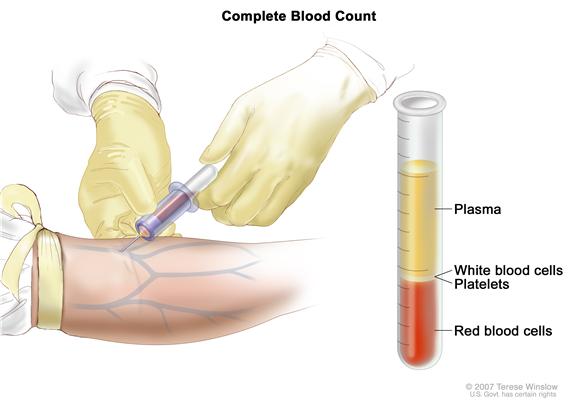 Complete Blood Count
Plasma
White blood cells
Platelets
Red blood cells
© 2007 Terese Winslow
U.S. Govt. has certain rights